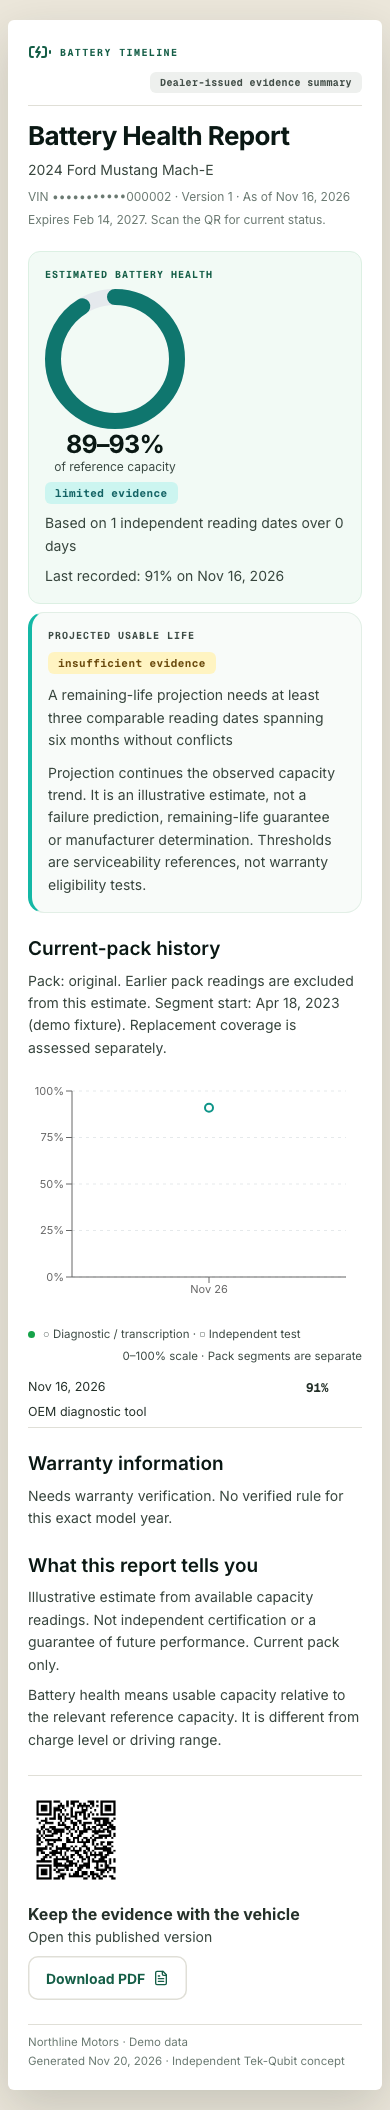 BATTERY TIMELINE
Dealer-issued evidence summary
Battery Health Report
2024 Ford Mustang Mach-E
VIN •••••••••••000002 · Version 1 · As of Nov 16, 2026
Expires Feb 14, 2027. Scan the QR for current status.
ESTIMATED BATTERY HEALTH
89–93%
of reference capacity
limited evidence
Based on 1 independent reading dates over 0
days
Last recorded: 91% on Nov 16, 2026
PROJECTED USABLE LIFE
insufficient evidence
A remaining-life projection needs at least
three comparable reading dates spanning
six months without conflicts
Projection continues the observed capacity
trend. It is an illustrative estimate, not a
failure prediction, remaining-life guarantee
or manufacturer determination. Thresholds
are serviceability references, not warranty
eligibility tests.
Current-pack history
Pack: original. Earlier pack readings are excluded
from this estimate. Segment start: Apr 18, 2023
(demo fixture). Replacement coverage is
assessed separately.
100%
75%
50%
25%
0%
Nov 26
○ Diagnostic / transcription · □ Independent test
0–100% scale · Pack segments are separate
Nov 16, 2026 91%
OEM diagnostic tool
Warranty information
Needs warranty verification. No verified rule for
this exact model year.
What this report tells you
Illustrative estimate from available capacity
readings. Not independent certification or a
guarantee of future performance. Current pack
only.
Battery health means usable capacity relative to
the relevant reference capacity. It is different from
charge level or driving range.
Keep the evidence with the vehicle
Open this published version
Download PDF
Northline Motors · Demo data
Generated Nov 20, 2026 · Independent Tek-Qubit concept